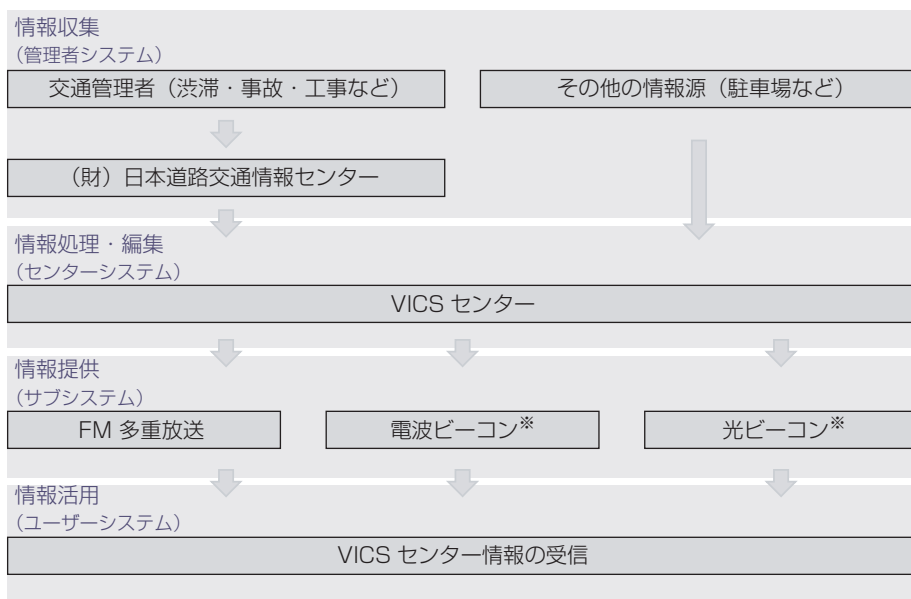 情報収集
（管理者システム）
交通管理者（渋滞・事故・工事など）
その他の情報源（駐車場など）
（財）日本道路交通情報センター
情報処理・編集
（センターシステム）
VICS センター
情報提供
（サブシステム）
FM 多重放送
電波ビーコン※
光ビーコン※
情報活用
（ユーザーシステム）
VICS センター情報の受信